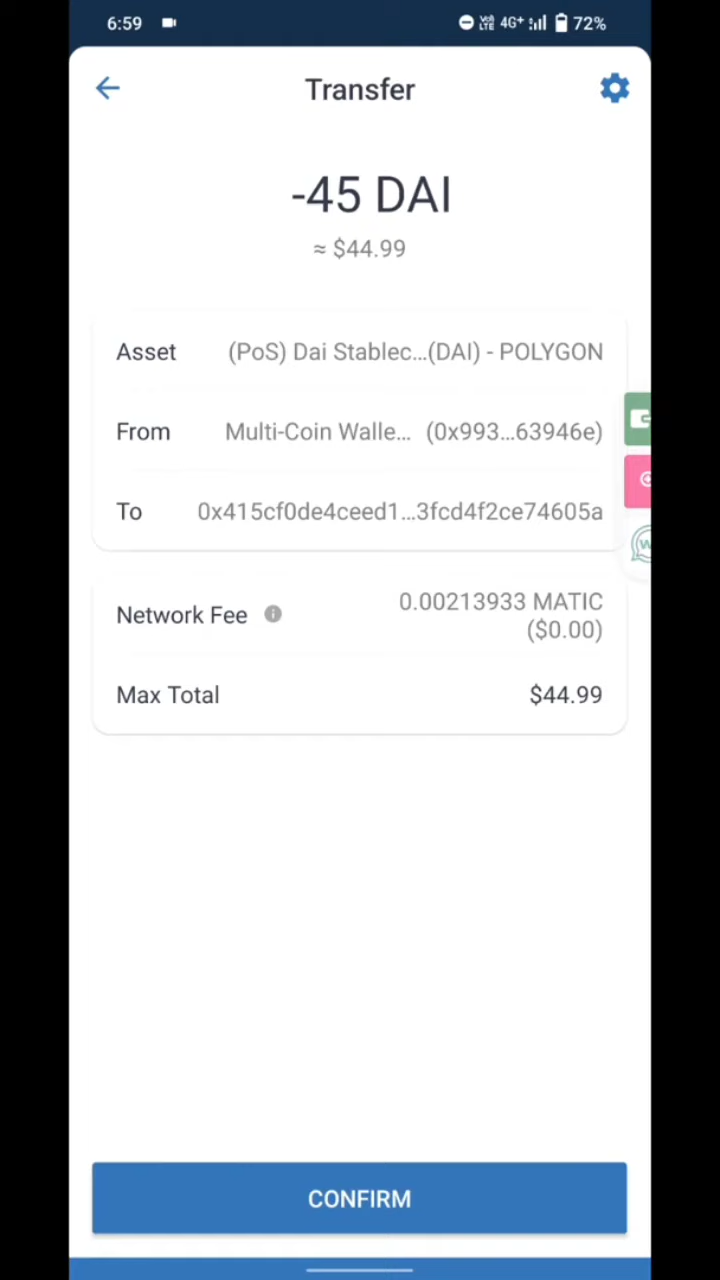 6:59 VoLTE 4G+ 72%
Transfer
-45 DAI
≈ $44.99
Asset (PoS) Dai Stablec...(DAI) - POLYGON
From Multi-Coin Walle... (0x993...63946e)
To 0x415cf0de4ceed1...3fcd4f2ce74605a
Network Fee 0.00213933 MATIC
($0.00)
Max Total $44.99
CONFIRM